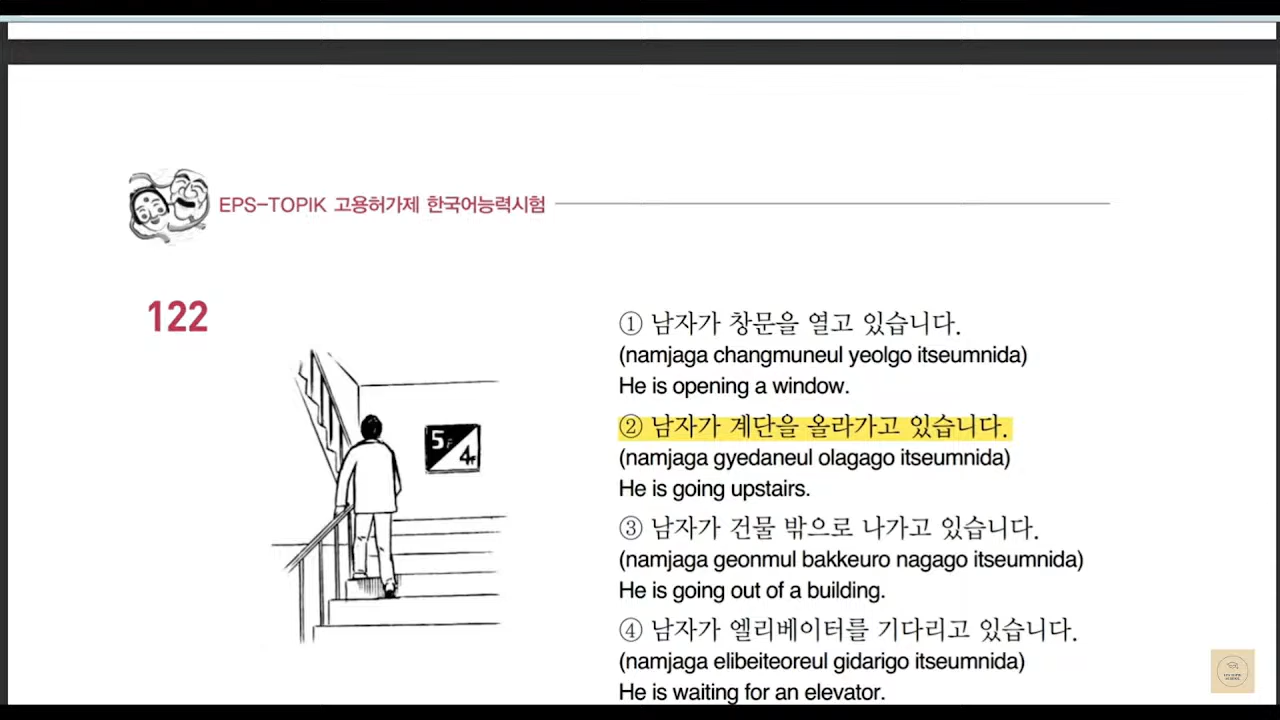 EPS-TOPIK 고용허가제 한국어능력시험
122
5F
4F
① 남자가 창문을 열고 있습니다.
(namjaga changmuneul yeolgo itseumnida)
He is opening a window.
② 남자가 계단을 올라가고 있습니다.
(namjaga gyedaneul olagago itseumnida)
He is going upstairs.
③ 남자가 건물 밖으로 나가고 있습니다.
(namjaga geonmul bakkeuro nagago itseumnida)
He is going out of a building.
④ 남자가 엘리베이터를 기다리고 있습니다.
(namjaga elibeiteoreul gidarigo itseumnida)
He is waiting for an elevator.